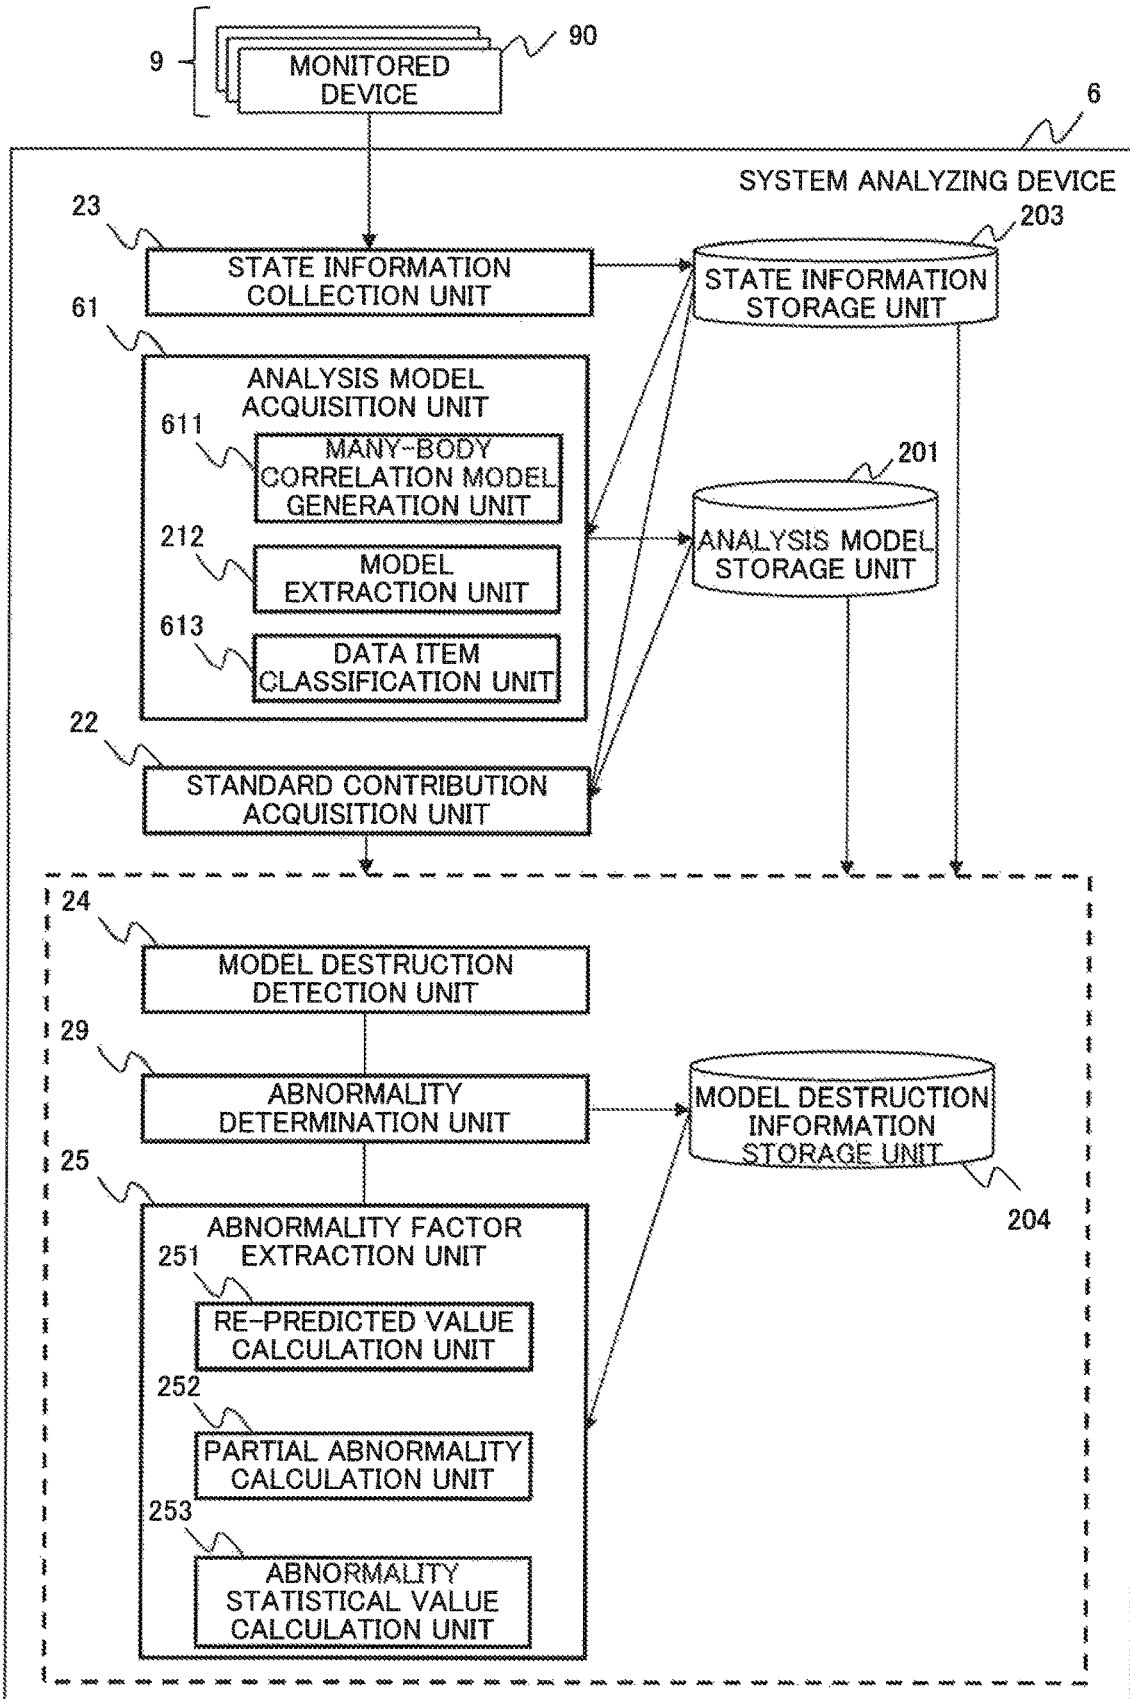 9
90
MONITORED
DEVICE
6
SYSTEM ANALYZING DEVICE
23
203
STATE INFORMATION
COLLECTION UNIT
STATE INFORMATION
STORAGE UNIT
61
ANALYSIS MODEL
ACQUISITION UNIT
611
MANY-BODY
CORRELATION MODEL
GENERATION UNIT
201
212
MODEL
EXTRACTION UNIT
ANALYSIS MODEL
STORAGE UNIT
613
DATA ITEM
CLASSIFICATION UNIT
22
STANDARD CONTRIBUTION
ACQUISITION UNIT
24
MODEL DESTRUCTION
DETECTION UNIT
29
ABNORMALITY
DETERMINATION UNIT
MODEL DESTRUCTION
INFORMATION
STORAGE UNIT
204
25
ABNORMALITY FACTOR
EXTRACTION UNIT
251
RE-PREDICTED VALUE
CALCULATION UNIT
252
PARTIAL ABNORMALITY
CALCULATION UNIT
253
ABNORMALITY
STATISTICAL VALUE
CALCULATION UNIT